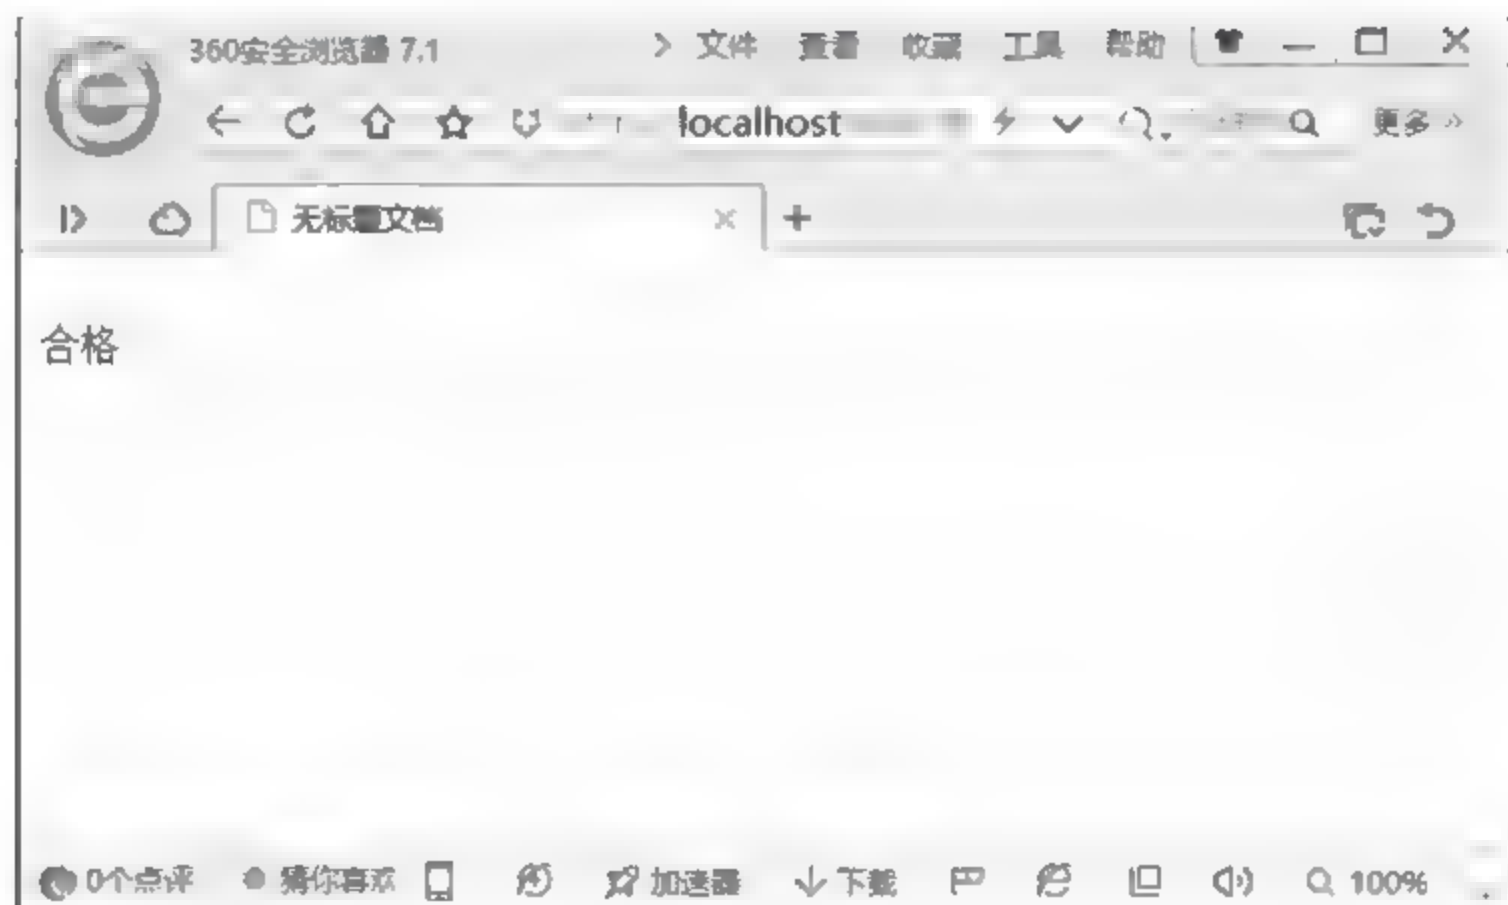 360安全浏览器 7.1 文件 查看 收藏 工具 帮助
localhost 更多
无标题文档
合格
0个点评 猜你喜欢 加速器 下载 100%